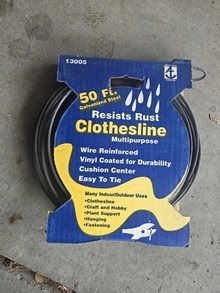 13005
50 Ft.
Galvanized Steel
Resists Rust
Clothesline
Multipurpose
Wire Reinforced
Vinyl Coated for Durability
Cushion Center
Easy To Tie
Many Indoor/Outdoor Uses
•Clothesline
•Craft and Hobby
•Plant Support
•Hanging
•Fastening